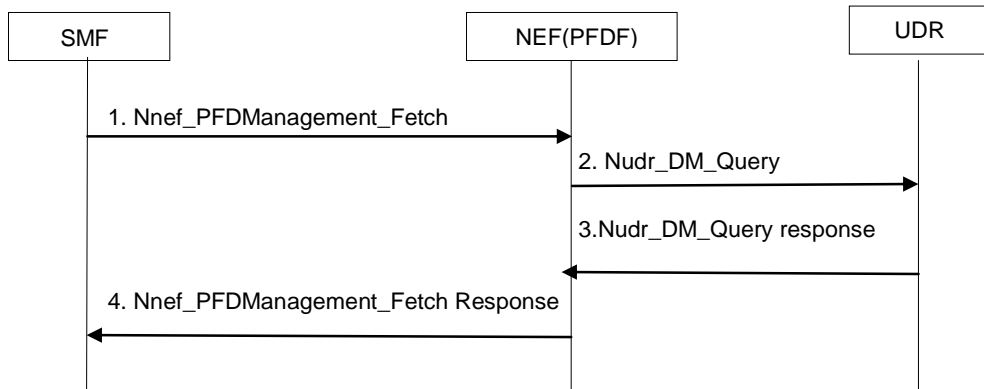 SMF
NEF(PFDF)
UDR
1. Nnef_PFDManagement_Fetch
2. Nudr_DM_Query
3.Nudr_DM_Query response
4. Nnef_PFDManagement_Fetch Response